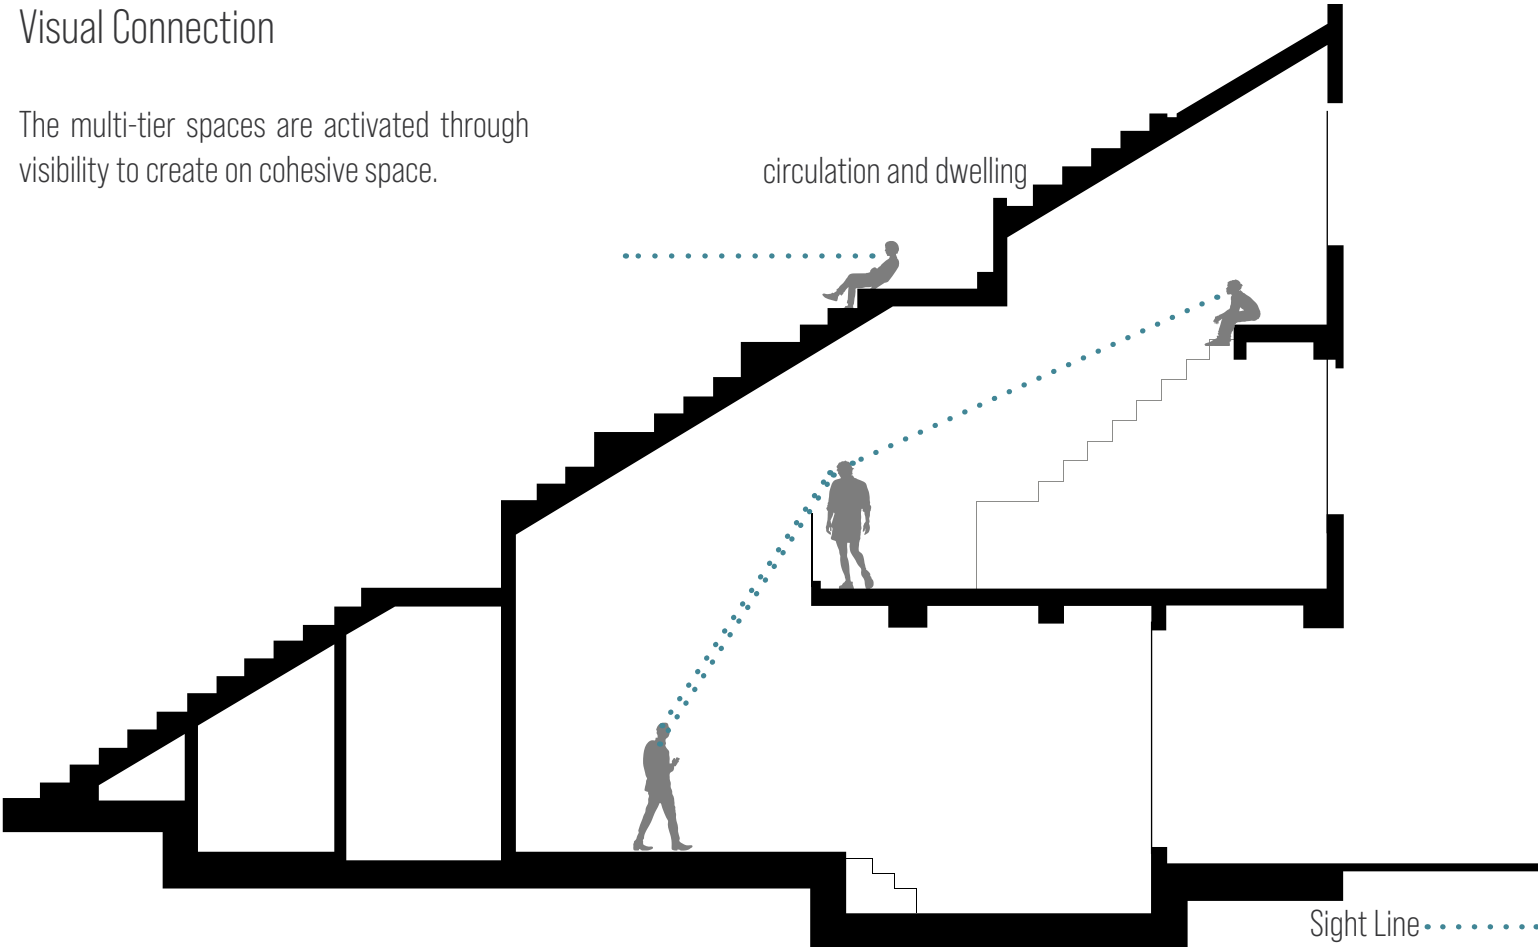 Visual Connection
The multi-tier spaces are activated through
visibility to create on cohesive space.
circulation and dwelling
Sight Line